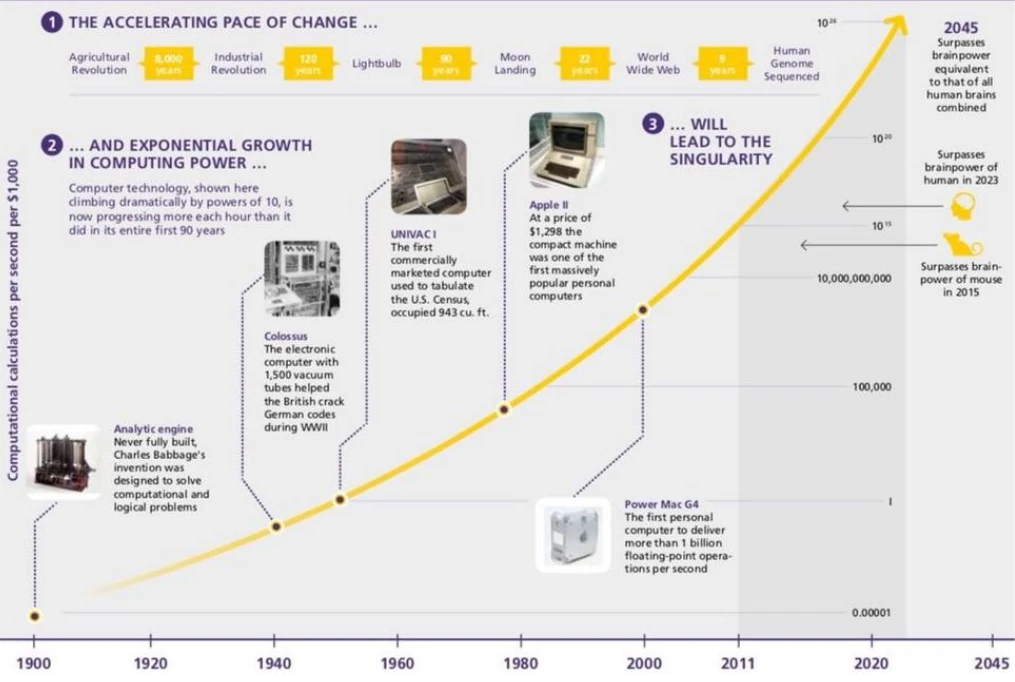 1 THE ACCELERATING PACE OF CHANGE ...
Agricultural
Revolution
8,000
years
Industrial
Revolution
120
years
Lightbulb
90
years
Moon
Landing
22
years
World
Wide Web
9
years
Human
Genome
Sequenced
2 ... AND EXPONENTIAL GROWTH
IN COMPUTING POWER ...
Computer technology, shown here
climbing dramatically by powers of 10, is
now progressing more each hour than it
did in its entire first 90 years
3 ... WILL
LEAD TO THE
SINGULARITY
Computational calculations per second per $1,000
Analytic engine
Never fully built,
Charles Babbage's
invention was
designed to solve
computational and
logical problems
Colossus
The electronic
computer with
1,500 vacuum
tubes helped
the British crack
German codes
during WWII
UNIVAC I
The first
commercially
marketed computer
used to tabulate
the U.S. Census,
occupied 943 cu. ft.
Apple II
At a price of
$1,298 the
compact machine
was one of the
first massively
popular personal
computers
Power Mac G4
The first personal
computer to deliver
more than 1 billion
floating-point opera-
tions per second
10²⁶
10²⁰
10¹⁵
10,000,000,000
100,000
1
0.00001
2045
Surpasses
brainpower
equivalent
to that of all
human brains
combined
Surpasses
brainpower of
human in 2023
Surpasses brain-
power of mouse
in 2015
1900
1920
1940
1960
1980
2000
2011
2020
2045